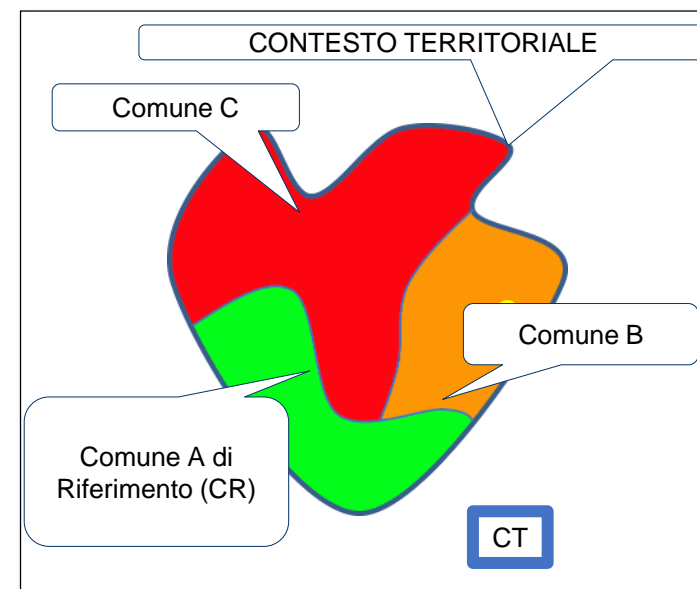 CONTESTO TERRITORIALE
Comune C
Comune B
Comune A di
Riferimento (CR)
CT